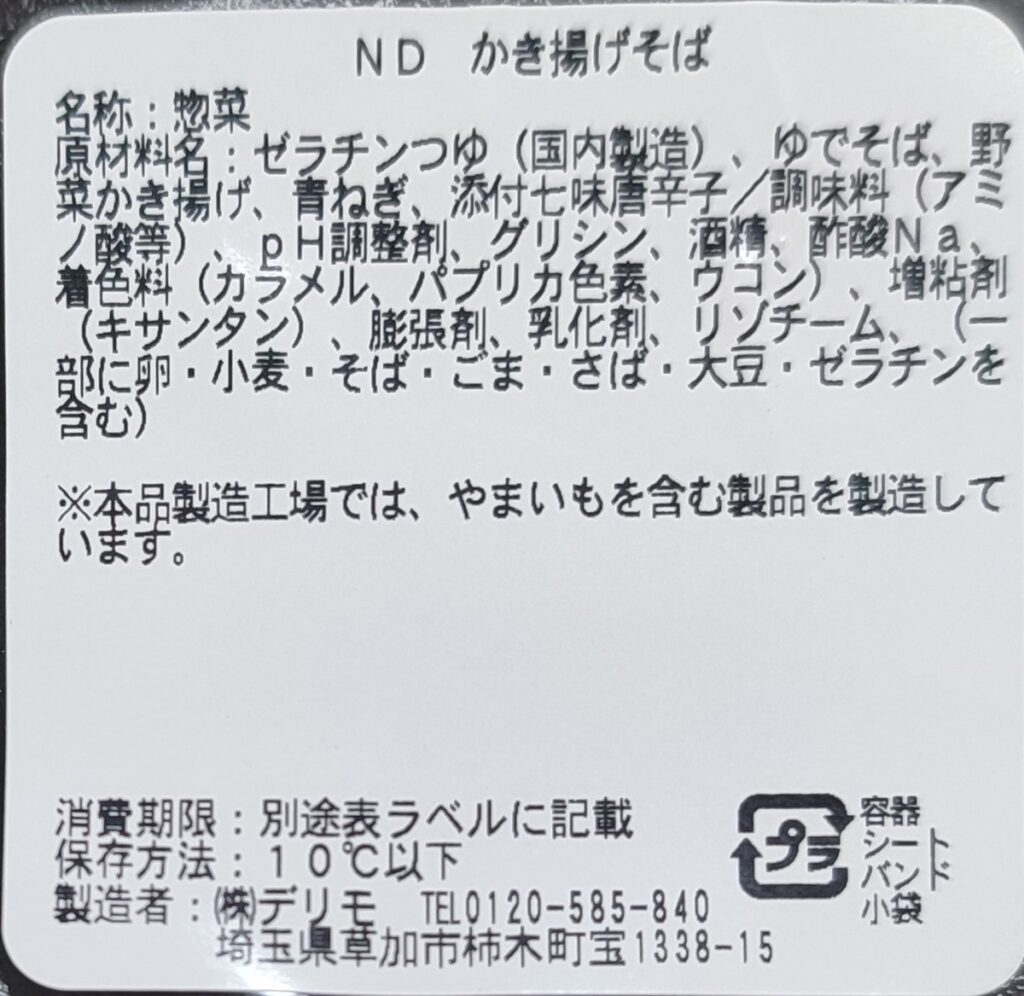 ND かき揚げそば
名称：惣菜
原材料名：ゼラチンつゆ（国内製造）、ゆでそば、野
菜かき揚げ、青ねぎ、添付七味唐辛子／調味料（アミ
ノ酸等）、pH調整剤、グリシン、酒精、酢酸Na、
着色料（カラメル、パプリカ色素、ウコン）、増粘剤
（キサンタン）、膨張剤、乳化剤、リゾチーム、（一
部に卵・小麦・そば・ごま・さば・大豆・ゼラチンを
含む）
※本品製造工場では、やまいもを含む製品を製造して
います。
消費期限：別途表ラベルに記載
保存方法：10℃以下
製造者：㈱デリモ TEL0120-585-840
埼玉県草加市柿木町宝1338-15
プラ
容器
シート
バンド
小袋